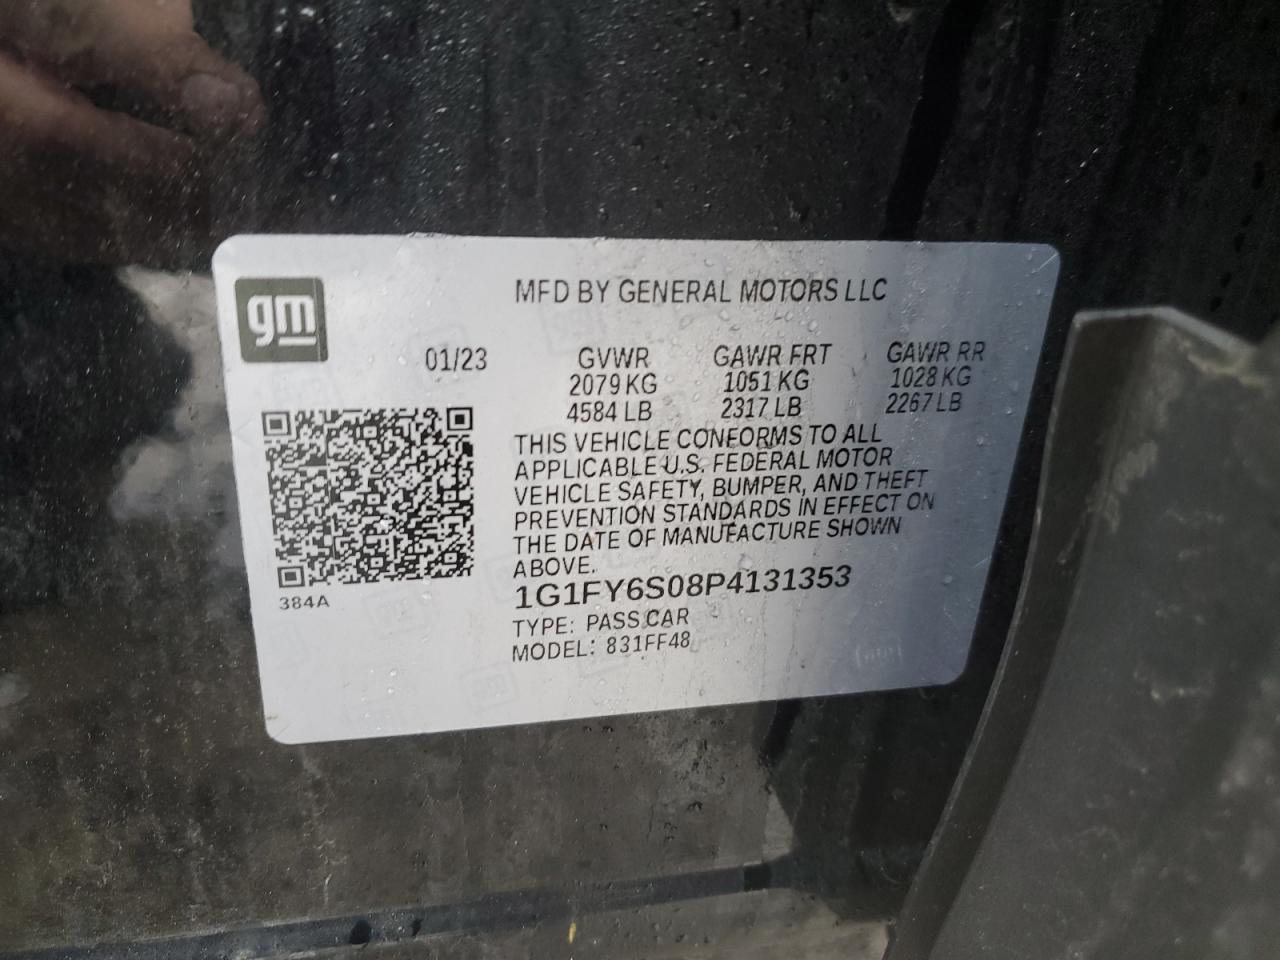 gm
MFD BY GENERAL MOTORS LLC
01/23 GVWR GAWR FRT GAWR RR
2079 KG 1051 KG 1028 KG
4584 LB 2317 LB 2267 LB
THIS VEHICLE CONFORMS TO ALL
APPLICABLE U.S. FEDERAL MOTOR
VEHICLE SAFETY, BUMPER, AND THEFT
PREVENTION STANDARDS IN EFFECT ON
THE DATE OF MANUFACTURE SHOWN
ABOVE.
384A
1G1FY6S08P4131353
TYPE: PASS CAR
MODEL: 831FF48